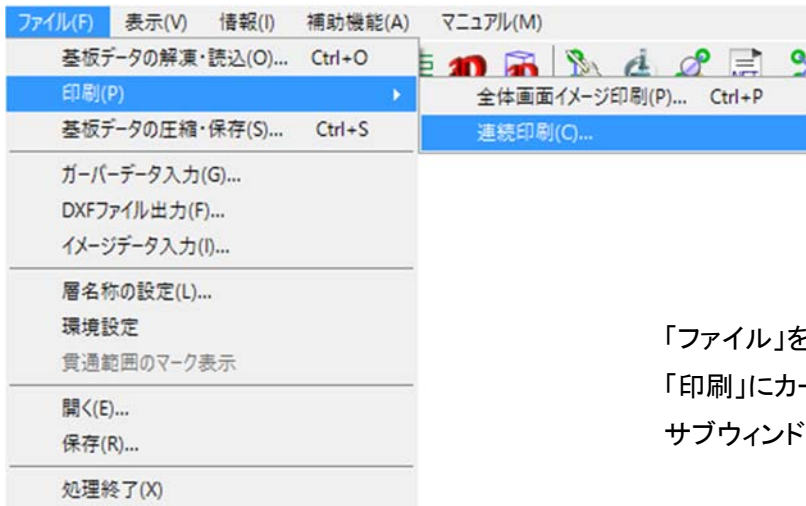 ファイル(F) 表示(V) 情報(I) 補助機能(A) マニュアル(M)
基板データの解凍・読込(O)... Ctrl+O
印刷(P)
全体画面イメージ印刷(P)... Ctrl+P
基板データの圧縮・保存(S)... Ctrl+S
連続印刷(C)...
ガーバーデータ入力(G)...
DXFファイル出力(F)...
イメージデータ入力(I)...
層名称の設定(L)...
環境設定
貫通範囲のマーク表示
開く(E)...
保存(R)...
処理終了(X)
「ファイル」を
「印刷」にカー
サブウィンド